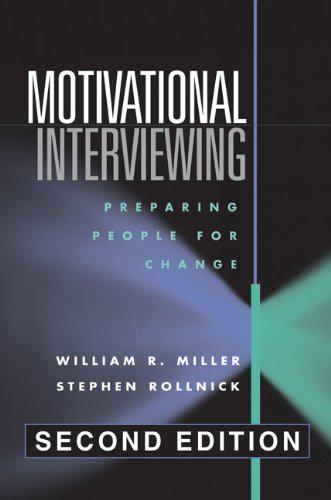 MOTIVATIONAL
INTERVIEWING
PREPARING
PEOPLE FOR
CHANGE
WILLIAM R. MILLER
STEPHEN ROLLNICK
SECOND EDITION